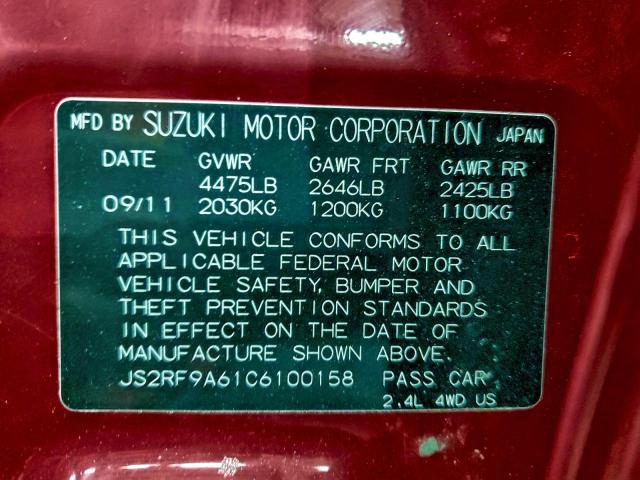 MFD BY SUZUKI MOTOR CORPORATION JAPAN
DATE GVWR GAWR FRT GAWR RR
4475LB 2646LB 2425LB
09/11 2030KG 1200KG 1100KG
THIS VEHICLE CONFORMS TO ALL
APPLICABLE FEDERAL MOTOR
VEHICLE SAFETY, BUMPER AND
THEFT PREVENTION STANDARDS
IN EFFECT ON THE DATE OF
MANUFACTURE SHOWN ABOVE.
JS2RF9A61C6100158 PASS CAR
2.4L 4WD US